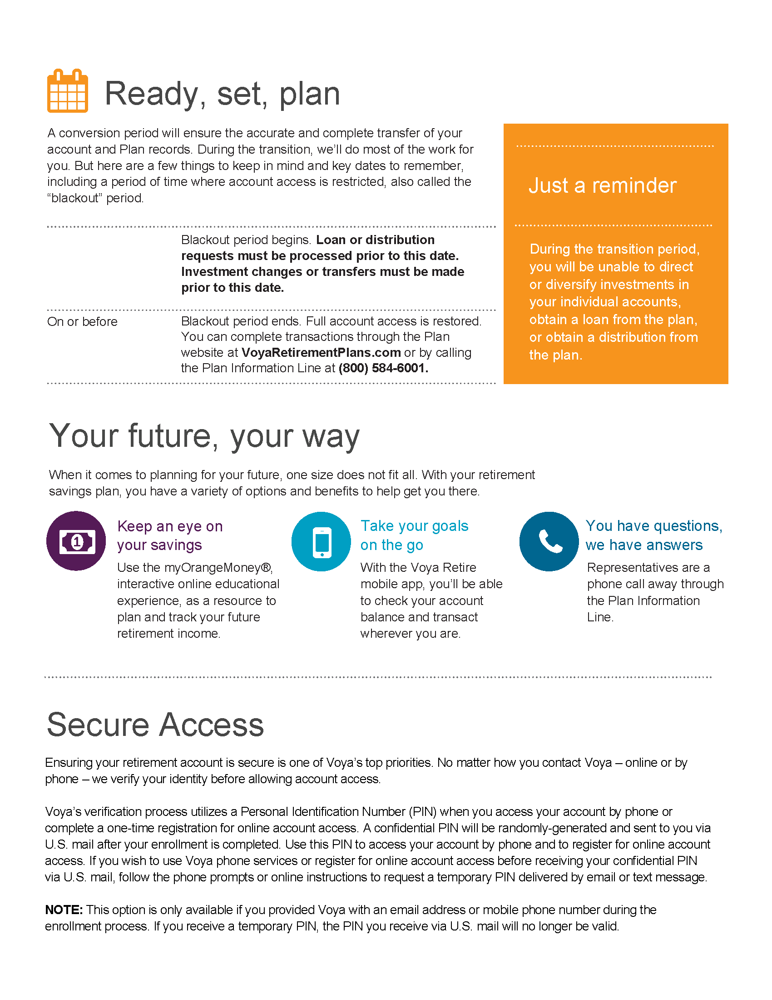 Ready, set, plan
A conversion period will ensure the accurate and complete transfer of your
account and Plan records. During the transition, we’ll do most of the work for
you. But here are a few things to keep in mind and key dates to remember,
including a period of time where account access is restricted, also called the
“blackout” period.
Blackout period begins. Loan or distribution
requests must be processed prior to this date.
Investment changes or transfers must be made
prior to this date.
On or before
Blackout period ends. Full account access is restored.
You can complete transactions through the Plan
website at VoyaRetirementPlans.com or by calling
the Plan Information Line at (800) 584-6001.
Just a reminder
During the transition period,
you will be unable to direct
or diversify investments in
your individual accounts,
obtain a loan from the plan,
or obtain a distribution from
the plan.
Your future, your way
When it comes to planning for your future, one size does not fit all. With your retirement
savings plan, you have a variety of options and benefits to help get you there.
1
Keep an eye on
your savings
Use the myOrangeMoney®,
interactive online educational
experience, as a resource to
plan and track your future
retirement income.
Take your goals
on the go
With the Voya Retire
mobile app, you’ll be able
to check your account
balance and transact
wherever you are.
You have questions,
we have answers
Representatives are a
phone call away through
the Plan Information
Line.
Secure Access
Ensuring your retirement account is secure is one of Voya’s top priorities. No matter how you contact Voya – online or by
phone – we verify your identity before allowing account access.
Voya’s verification process utilizes a Personal Identification Number (PIN) when you access your account by phone or
complete a one-time registration for online account access. A confidential PIN will be randomly-generated and sent to you via
U.S. mail after your enrollment is completed. Use this PIN to access your account by phone and to register for online account
access. If you wish to use Voya phone services or register for online account access before receiving your confidential PIN
via U.S. mail, follow the phone prompts or online instructions to request a temporary PIN delivered by email or text message.
NOTE: This option is only available if you provided Voya with an email address or mobile phone number during the
enrollment process. If you receive a temporary PIN, the PIN you receive via U.S. mail will no longer be valid.